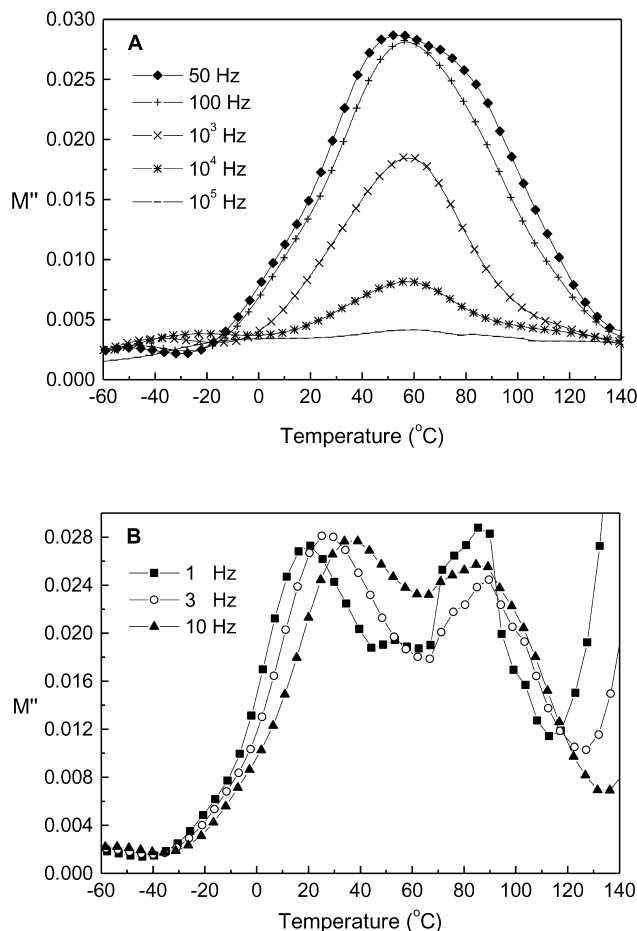 A
0.030
0.025
0.020
0.015
0.010
0.005
0.000
M''
50 Hz
100 Hz
10³ Hz
10⁴ Hz
10⁵ Hz
-60 -40 -20 0 20 40 60 80 100 120 140
Temperature (°C)
B
0.028
0.024
0.020
0.016
0.012
0.008
0.004
0.000
M''
1 Hz
3 Hz
10 Hz
-60 -40 -20 0 20 40 60 80 100 120 140
Temperature (°C)